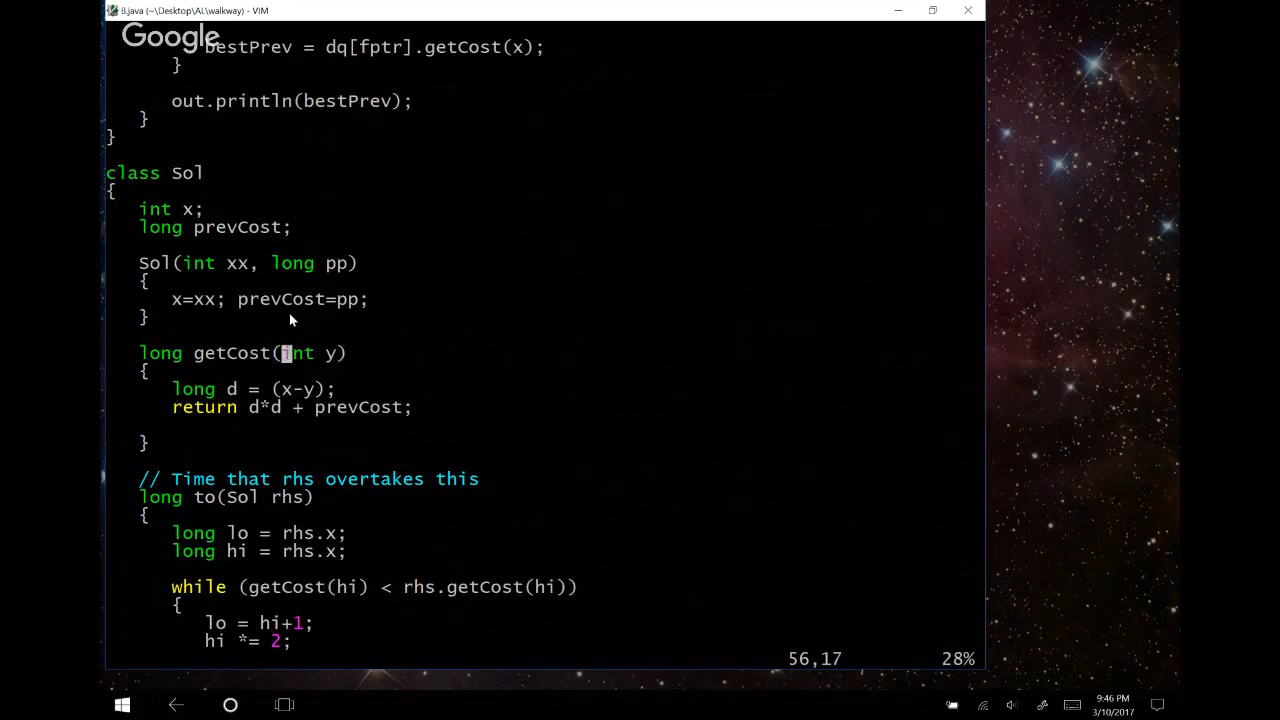 B.java (~\Desktop\AL\walkway) - VIM
Google
bestPrev = dq[fptr].getCost(x);
}
out.println(bestPrev);
}
}
class Sol
{
int x;
long prevCost;
Sol(int xx, long pp)
{
x=xx; prevCost=pp;
}
long getCost(int y)
{
long d = (x-y);
return d*d + prevCost;
}
// Time that rhs overtakes this
long to(Sol rhs)
{
long lo = rhs.x;
long hi = rhs.x;
while (getCost(hi) < rhs.getCost(hi))
{
lo = hi+1;
hi *= 2;
56,17 28%
9:46 PM
3/10/2017